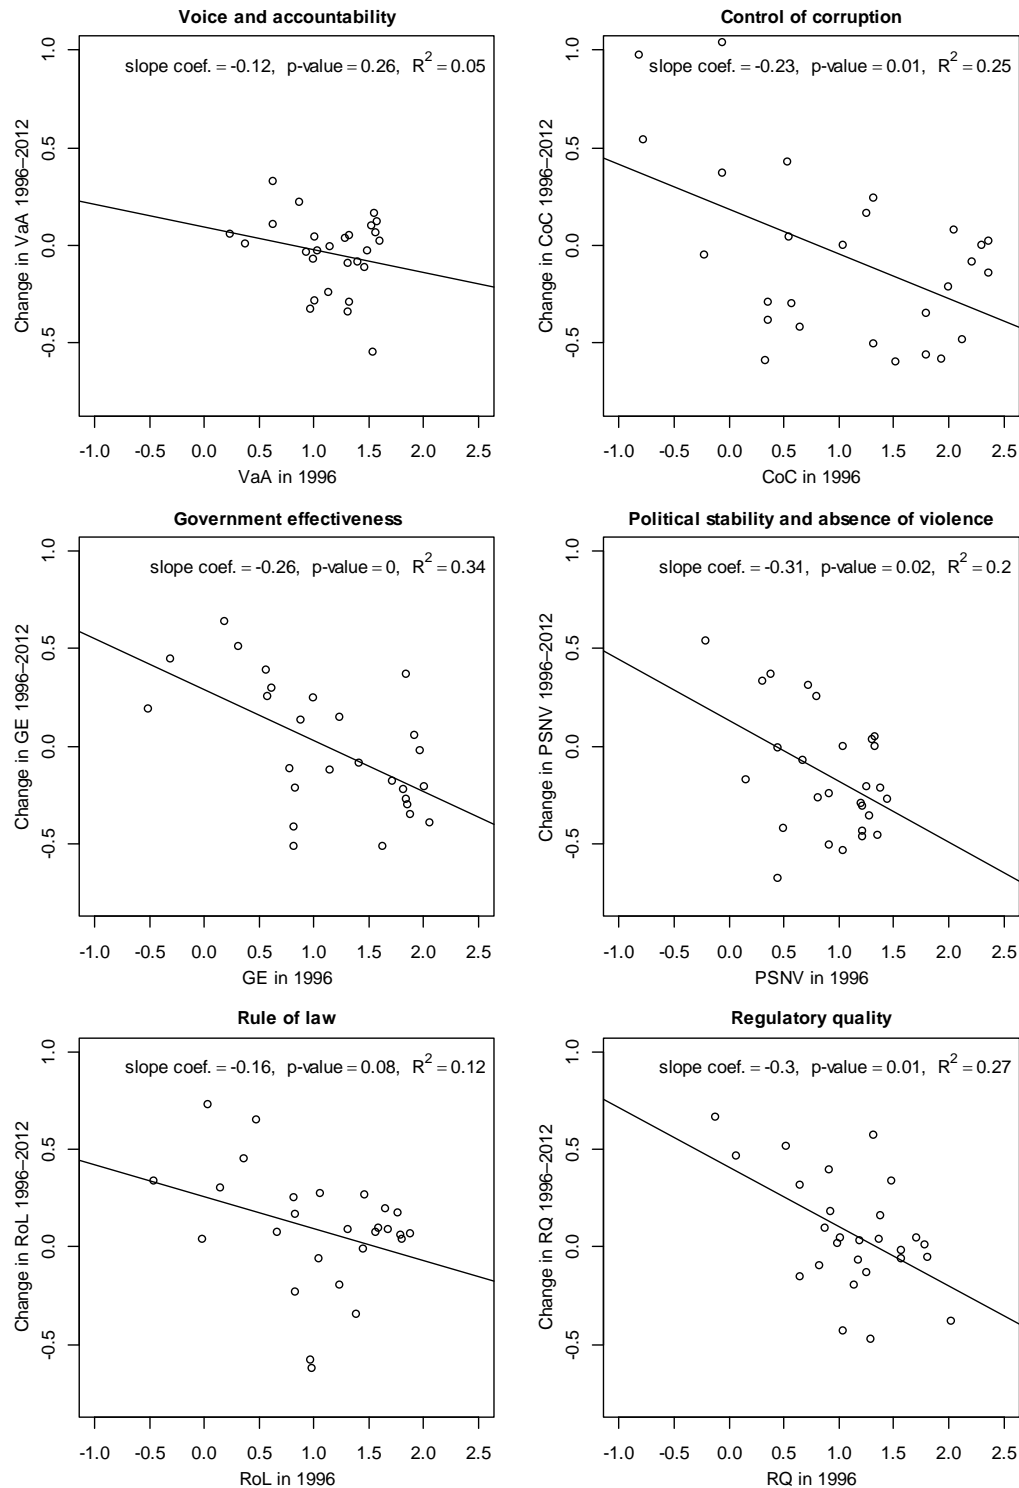 Voice and accountability
slope coef. = -0.12, p-value = 0.26, R² = 0.05
Change in VaA 1996–2012
1.0
0.5
0.0
-0.5
-1.0 -0.5 0.0 0.5 1.0 1.5 2.0 2.5
VaA in 1996
Control of corruption
slope coef. = -0.23, p-value = 0.01, R² = 0.25
Change in CoC 1996–2012
1.0
0.5
0.0
-0.5
-1.0 -0.5 0.0 0.5 1.0 1.5 2.0 2.5
CoC in 1996
Government effectiveness
slope coef. = -0.26, p-value = 0, R² = 0.34
Change in GE 1996–2012
1.0
0.5
0.0
-0.5
-1.0 -0.5 0.0 0.5 1.0 1.5 2.0 2.5
GE in 1996
Political stability and absence of violence
slope coef. = -0.31, p-value = 0.02, R² = 0.2
Change in PSNV 1996–2012
1.0
0.5
0.0
-0.5
-1.0 -0.5 0.0 0.5 1.0 1.5 2.0 2.5
PSNV in 1996
Rule of law
slope coef. = -0.16, p-value = 0.08, R² = 0.12
Change in RoL 1996–2012
1.0
0.5
0.0
-0.5
-1.0 -0.5 0.0 0.5 1.0 1.5 2.0 2.5
RoL in 1996
Regulatory quality
slope coef. = -0.3, p-value = 0.01, R² = 0.27
Change in RQ 1996–2012
1.0
0.5
0.0
-0.5
-1.0 -0.5 0.0 0.5 1.0 1.5 2.0 2.5
RQ in 1996